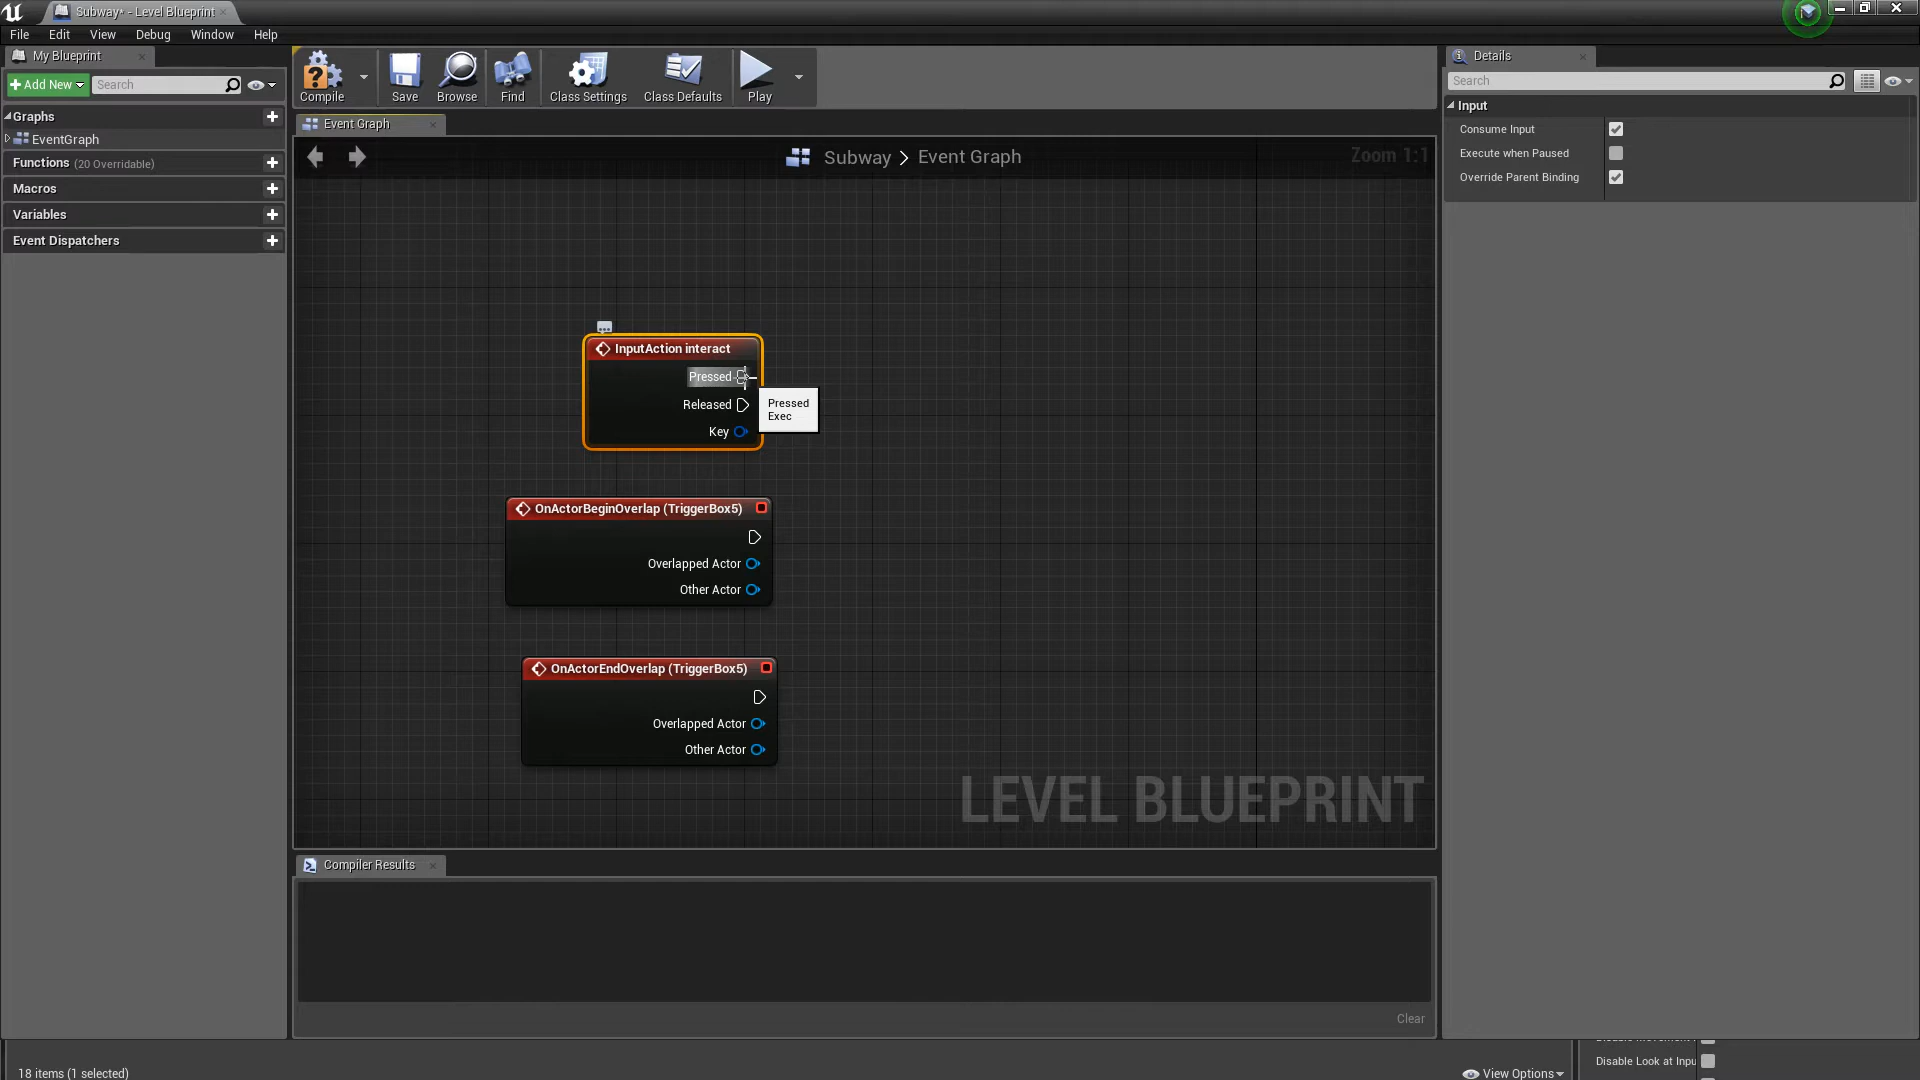 Subway* - Level Blueprint
File Edit View Debug Window Help
My Blueprint
Add New
Search
Graphs
EventGraph
Functions (20 Overridable)
Macros
Variables
Event Dispatchers
Compile
Save
Browse
Find
Class Settings
Class Defaults
Play
Event Graph
Subway > Event Graph
Zoom 1:1
InputAction interact
Pressed
Released
Key
Pressed
Exec
OnActorBeginOverlap (TriggerBox5)
Overlapped Actor
Other Actor
OnActorEndOverlap (TriggerBox5)
Overlapped Actor
Other Actor
LEVEL BLUEPRINT
Compiler Results
Clear
Details
Search
Input
Consume Input
Execute when Paused
Override Parent Binding
Disable Look at Inpu
18 items (1 selected)
View Options